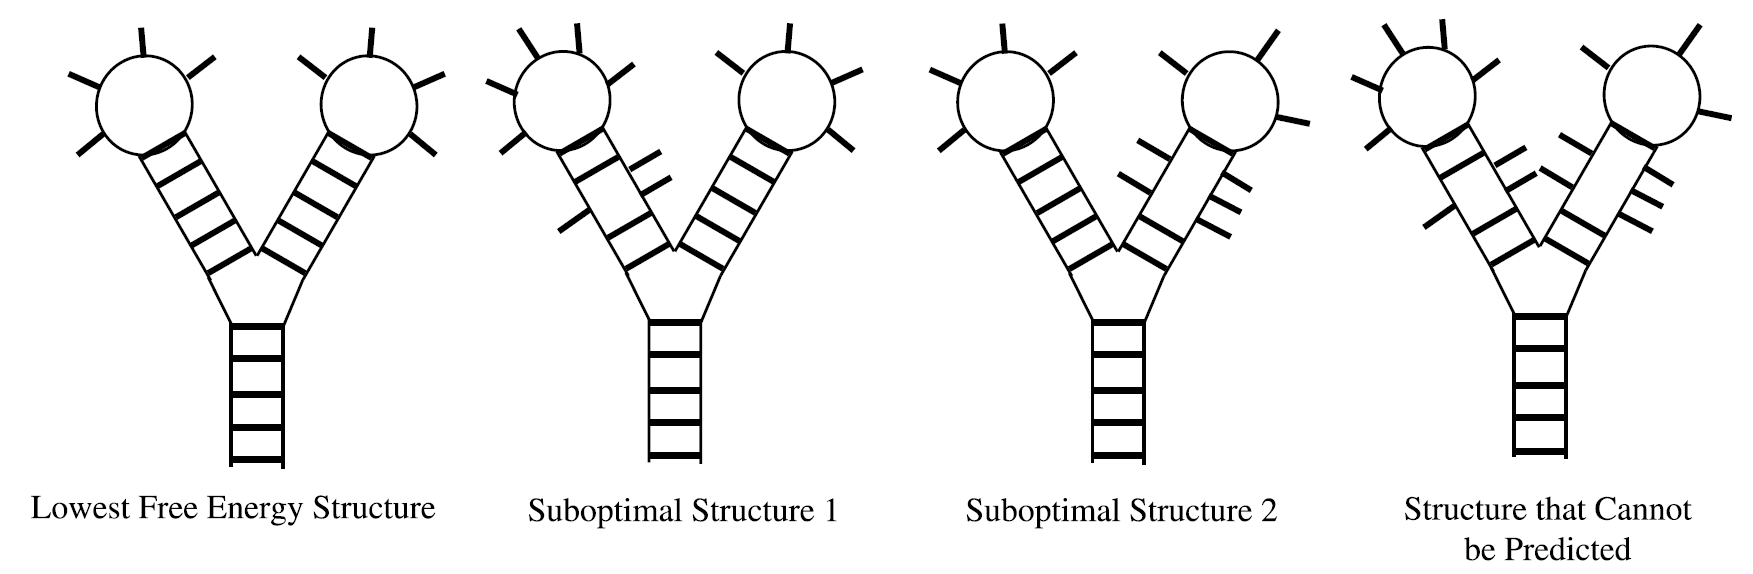 Lowest Free Energy Structure
Suboptimal Structure 1
Suboptimal Structure 2
Structure that Cannot
be Predicted